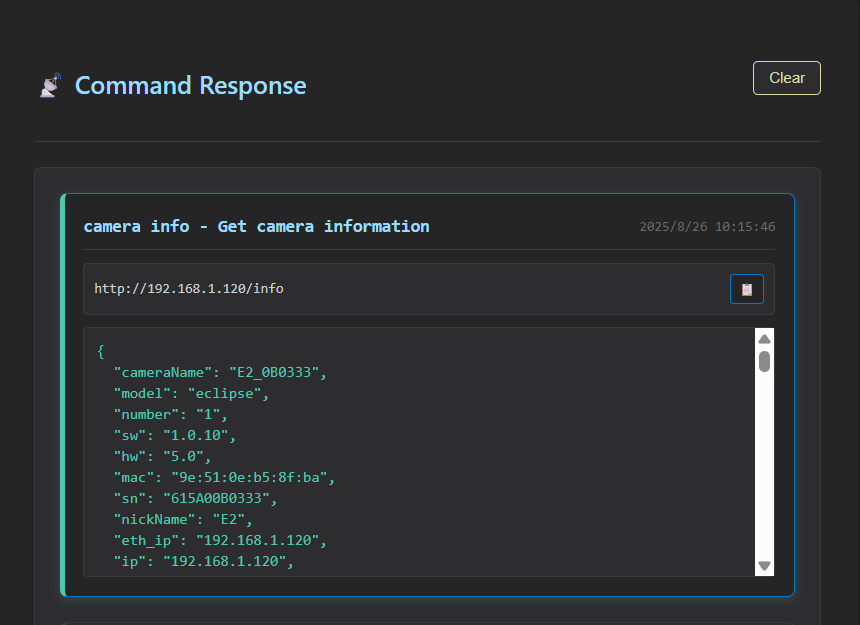 Command Response
Clear
camera info - Get camera information
2025/8/26 10:15:46
http://192.168.1.120/info
{
"cameraName": "E2_0B0333",
"model": "eclipse",
"number": "1",
"sw": "1.0.10",
"hw": "5.0",
"mac": "9e:51:0e:b5:8f:ba",
"sn": "615A00B0333",
"nickName": "E2",
"eth_ip": "192.168.1.120",
"ip": "192.168.1.120",